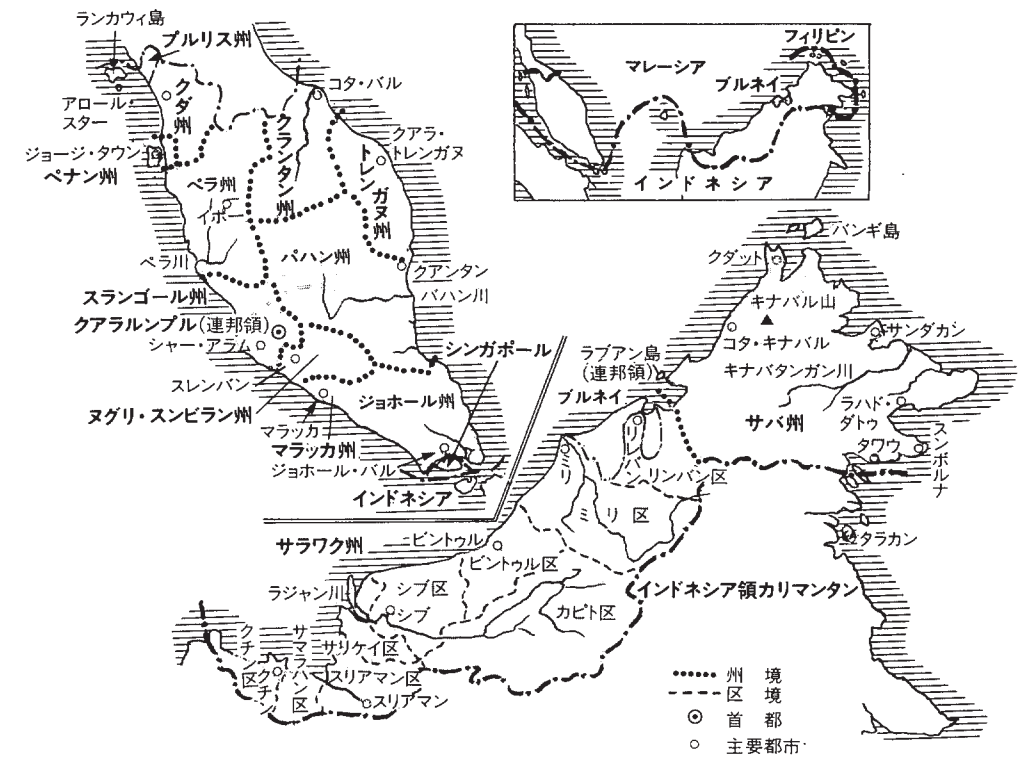 ランカウィ島
プルリス州
アロール・
スター
クダ州
コタ・バル
クランタン州
クアラ・
トレンガヌ
トレンガヌ州
ジョージ・タウン
ペナン州
ペラ州
イポー
ペラ川
パハン州
クアンタン
パハン川
スランゴール州
クアラルンプル(連邦領)
シャー・アラム
スレンバン
ヌグリ・スンビラン州
マラッカ
マラッカ州
ジョホール州
ジョホール・バル
シンガポール
インドネシア
フィリピン
マレーシア
ブルネイ
インドネシア
バンギ島
クダット
キナバル山
コタ・キナバル
サンダカン
キナバタンガン川
ラブアン島
(連邦領)
ブルネイ
サバ州
ラハド・
ダトゥ
タワウ
スンポルナ
リンバン
リンバン区
ミリ
ミリ区
タラカン
サラワク州
ビントゥル
ビントゥル区
インドネシア領カリマンタン
ラジャン川
シブ区
シブ
カピト区
クチン区
クチン
サマラハン区
サリケイ区
スリアマン区
スリアマン
州境
区境
首都
主要都市